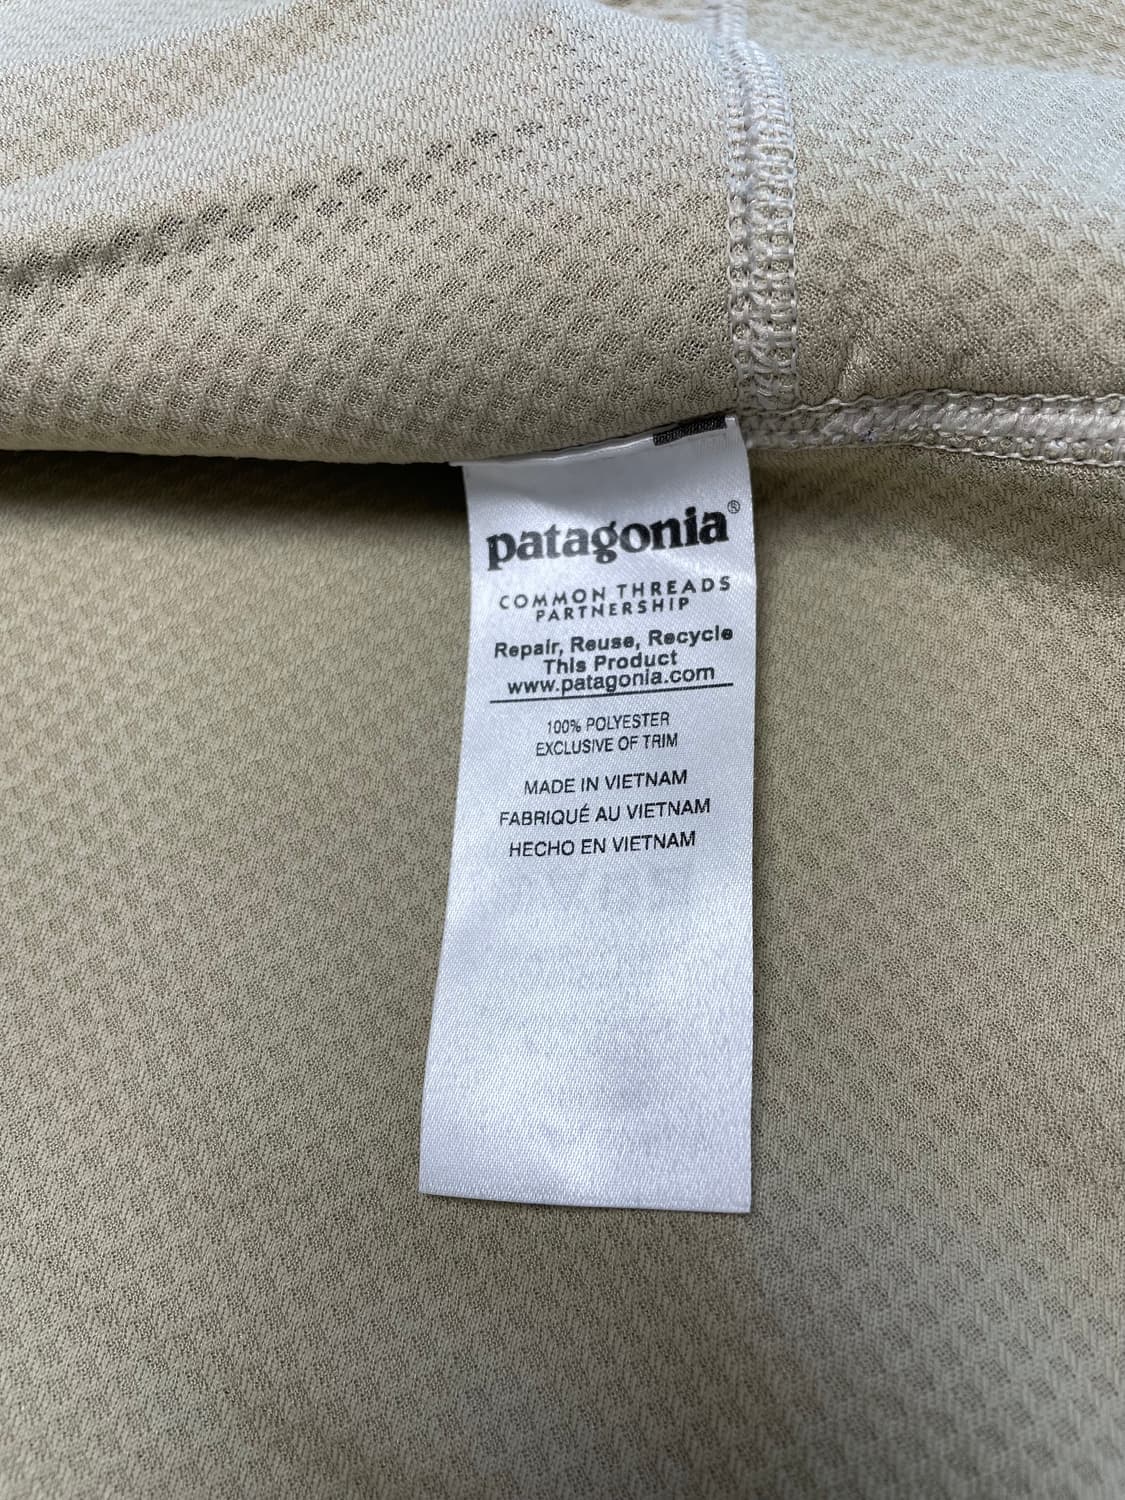 patagonia®
COMMON THREADS
PARTNERSHIP
Repair, Reuse, Recycle
This Product
www.patagonia.com
100% POLYESTER
EXCLUSIVE OF TRIM
MADE IN VIETNAM
FABRIQUÉ AU VIETNAM
HECHO EN VIETNAM